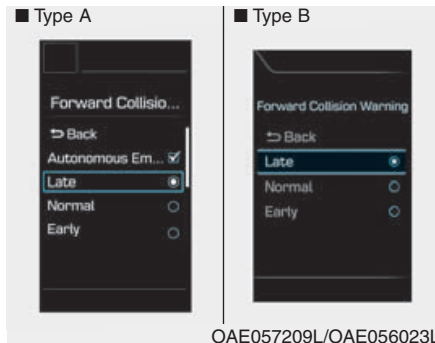 ■ Type A
Forward Collisio...
Back
Autonomous Em...
Late
Normal
Early
■ Type B
Forward Collision Warning
Back
Late
Normal
Early
OAE057209L/OAE056023L